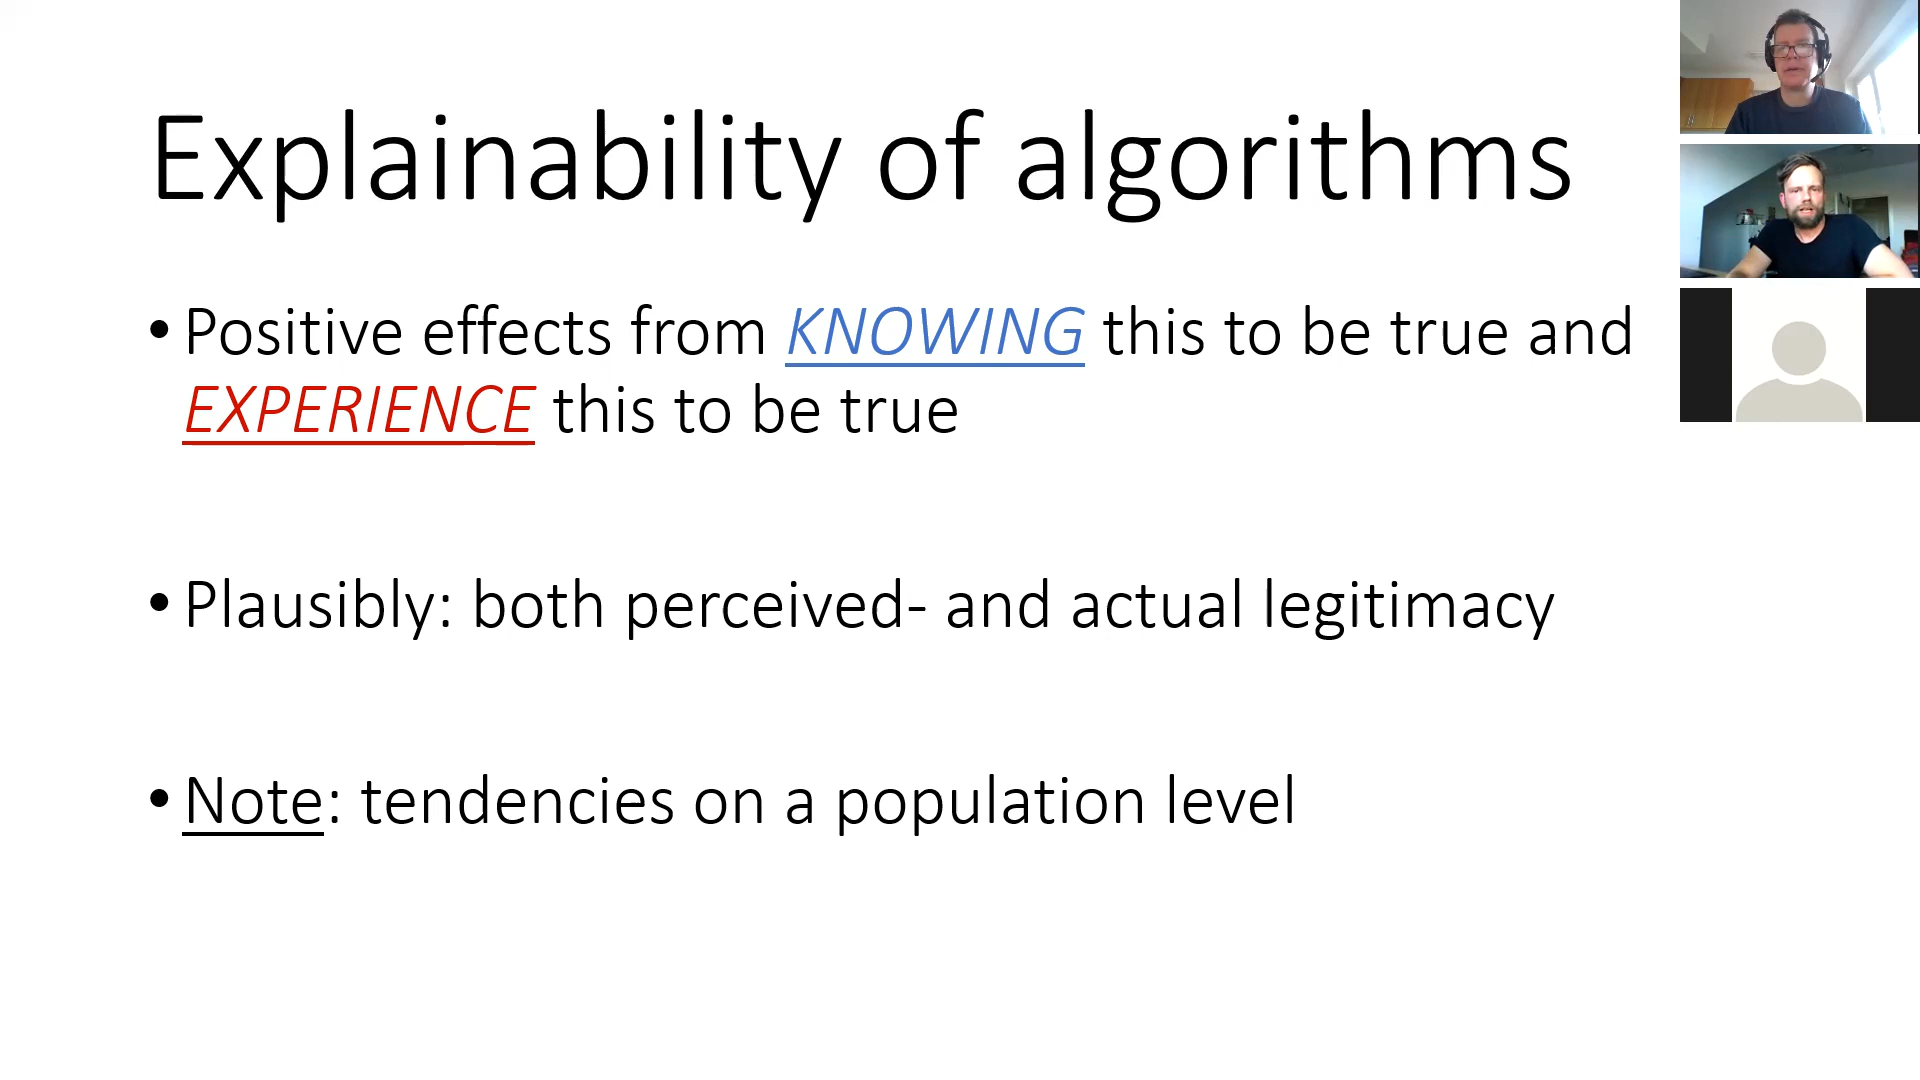 Explainability of algorithms
• Positive effects from KNOWING this to be true and
EXPERIENCE this to be true
• Plausibly: both perceived- and actual legitimacy
• Note: tendencies on a population level